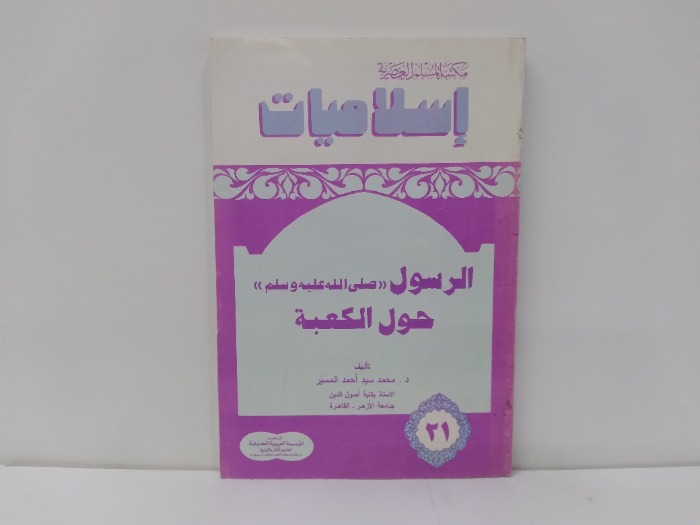 مكتبة المسلم العصرية
إسلاميات
الرسول «صلى الله عليه وسلم»
حول الكعبة
تأليف
د. محمد سيد أحمد المسير
الأستاذ بكلية أصول الدين
جامعة الأزهر - القاهرة
٢١
المؤسسة العربية الحديثة